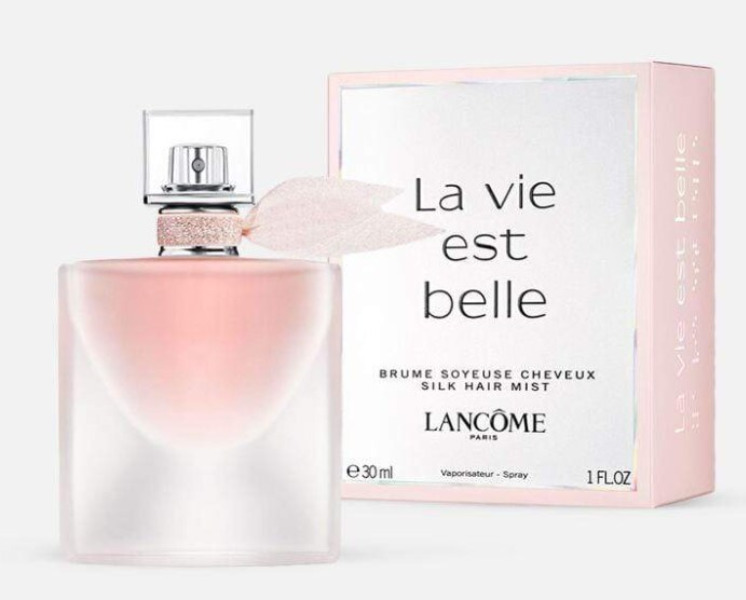 La vie
est
belle
BRUME SOYEUSE CHEVEUX
SILK HAIR MIST
LANCÔME
PARIS
e 30 ml
Vaporisateur - Spray
1 FL.OZ
La vie est belle